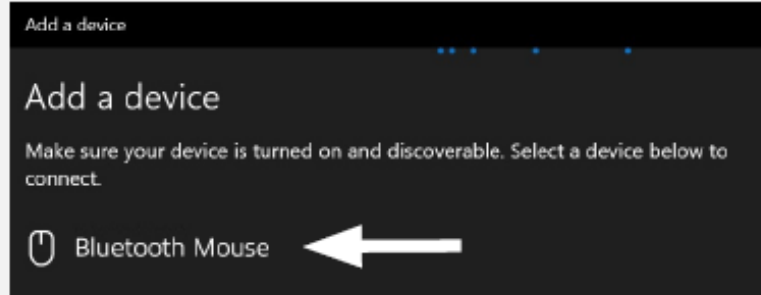 Add a device
Add a device
Make sure your device is turned on and discoverable. Select a device below to
connect.
Bluetooth Mouse